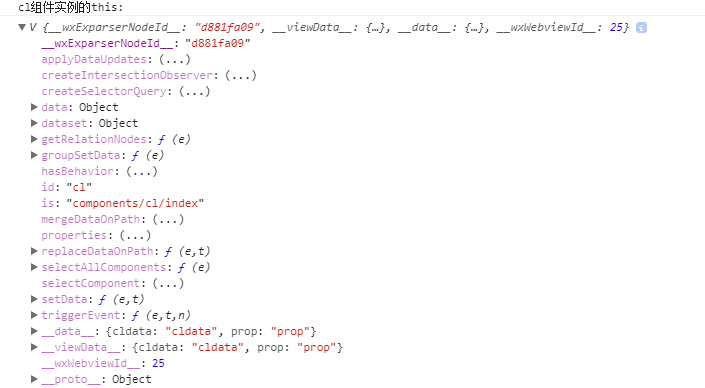 cl组件实例的this:
▼ V {__wxExparserNodeId__: "d881fa09", __viewData__: {…}, __data__: {…}, __wxWebviewId__: 25} i
__wxExparserNodeId__: "d881fa09"
applyDataUpdates: (...)
createIntersectionObserver: (...)
createSelectorQuery: (...)
▶ data: Object
▶ dataset: Object
▶ getRelationNodes: ƒ (e)
▶ groupSetData: ƒ (e)
hasBehavior: (...)
id: "cl"
is: "components/cl/index"
mergeDataOnPath: (...)
properties: (...)
▶ replaceDataOnPath: ƒ (e,t)
▶ selectAllComponents: ƒ (e)
selectComponent: (...)
▶ setData: ƒ (e,t)
▶ triggerEvent: ƒ (e,t,n)
▶ __data__: {cldata: "cldata", prop: "prop"}
▶ __viewData__: {cldata: "cldata", prop: "prop"}
__wxWebviewId__: 25
▶ __proto__: Object